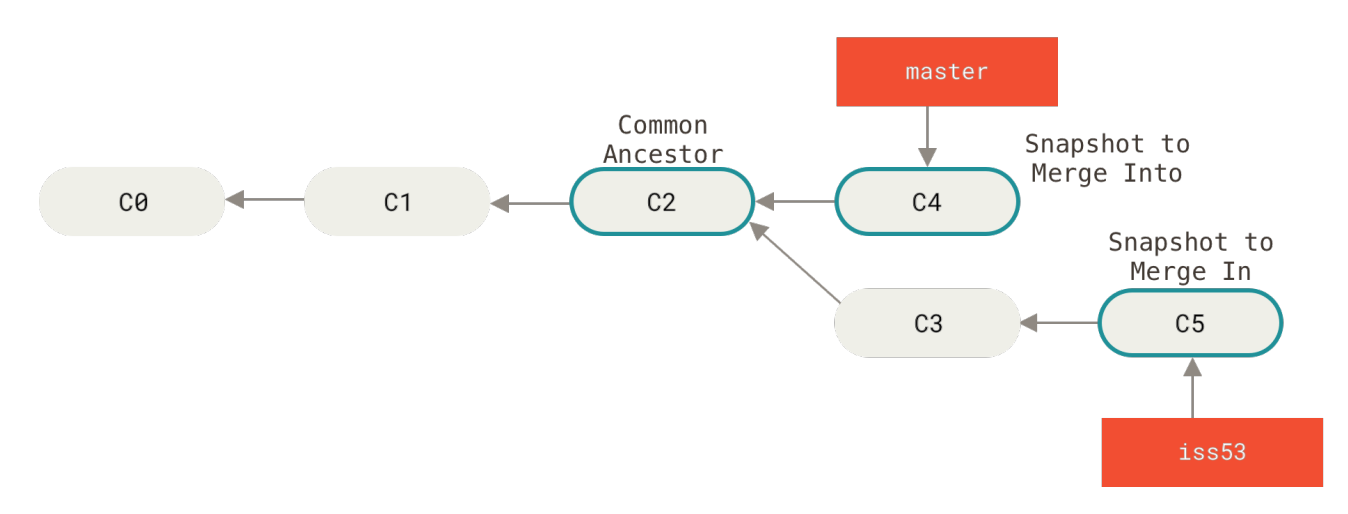 master
Common
Ancestor
Snapshot to
Merge Into
C0
C1
C2
C4
Snapshot to
Merge In
C3
C5
iss53